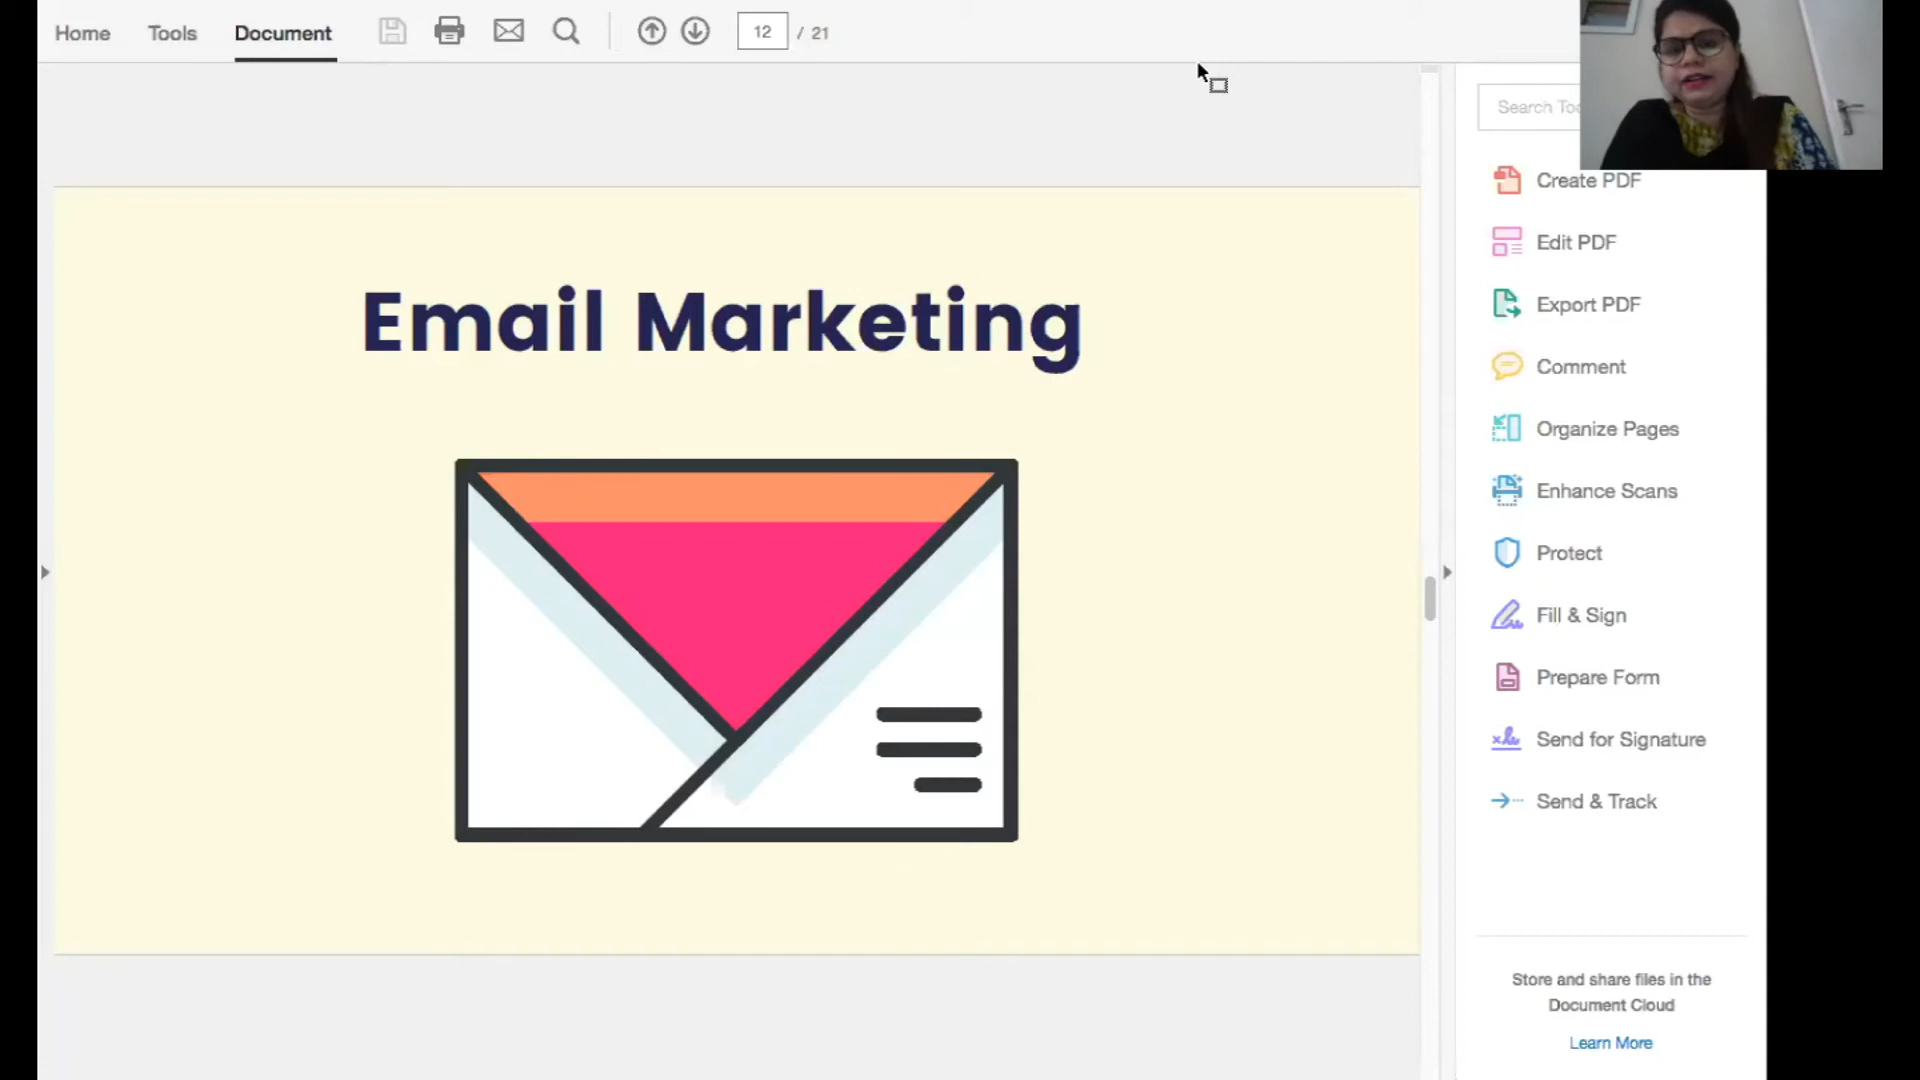 Home Tools Document 12 / 21
Search Too
Create PDF
Edit PDF
Export PDF
Comment
Organize Pages
Enhance Scans
Protect
Fill & Sign
Prepare Form
Send for Signature
Send & Track
Store and share files in the
Document Cloud
Learn More
Email Marketing